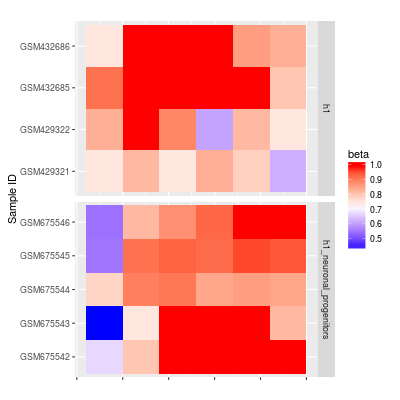 GSM432686
GSM432685
GSM429322
GSM429321
h1
GSM675546
GSM675545
GSM675544
GSM675543
GSM675542
h1_neuronal_progenitors
Sample ID
beta
1.0
0.9
0.8
0.7
0.6
0.5